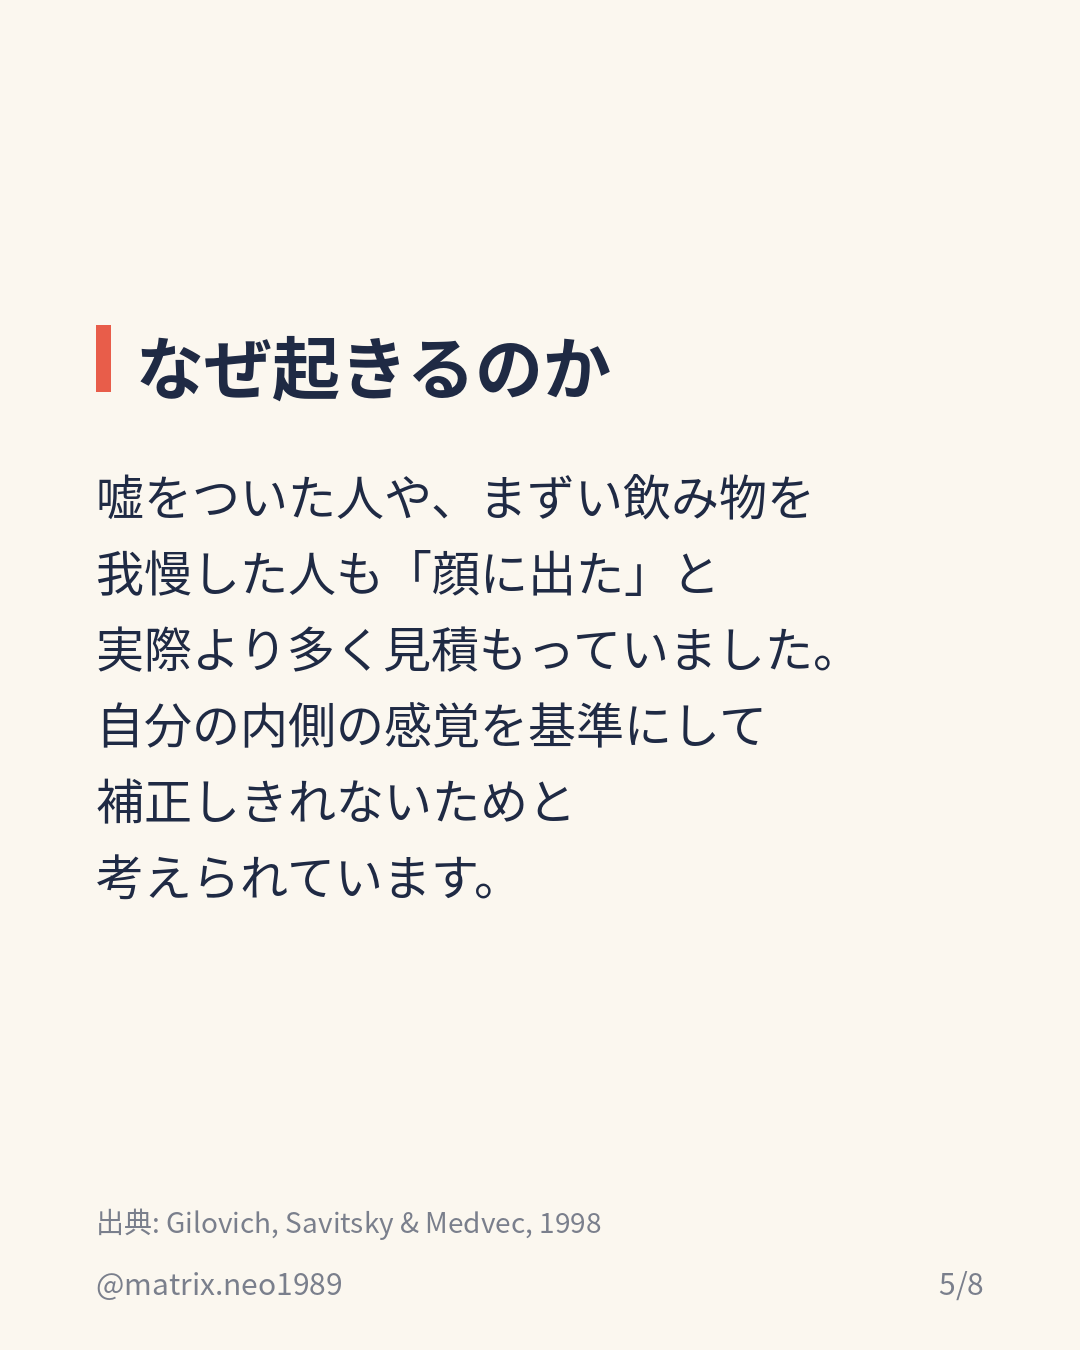 なぜ起きるのか
嘘をついた人や、まずい飲み物を
我慢した人も「顔に出た」と
実際より多く見積もっていました。
自分の内側の感覚を基準にして
補正しきれないためと
考えられています。
出典: Gilovich, Savitsky & Medvec, 1998
@matrix.neo1989
5/8